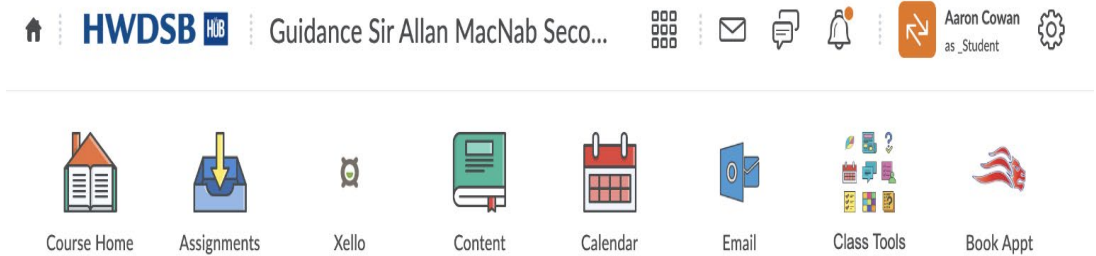 HWDSB HUB Guidance Sir Allan MacNab Seco... Aaron Cowan
as _Student
Course Home Assignments Xello Content Calendar Email Class Tools Book Appt